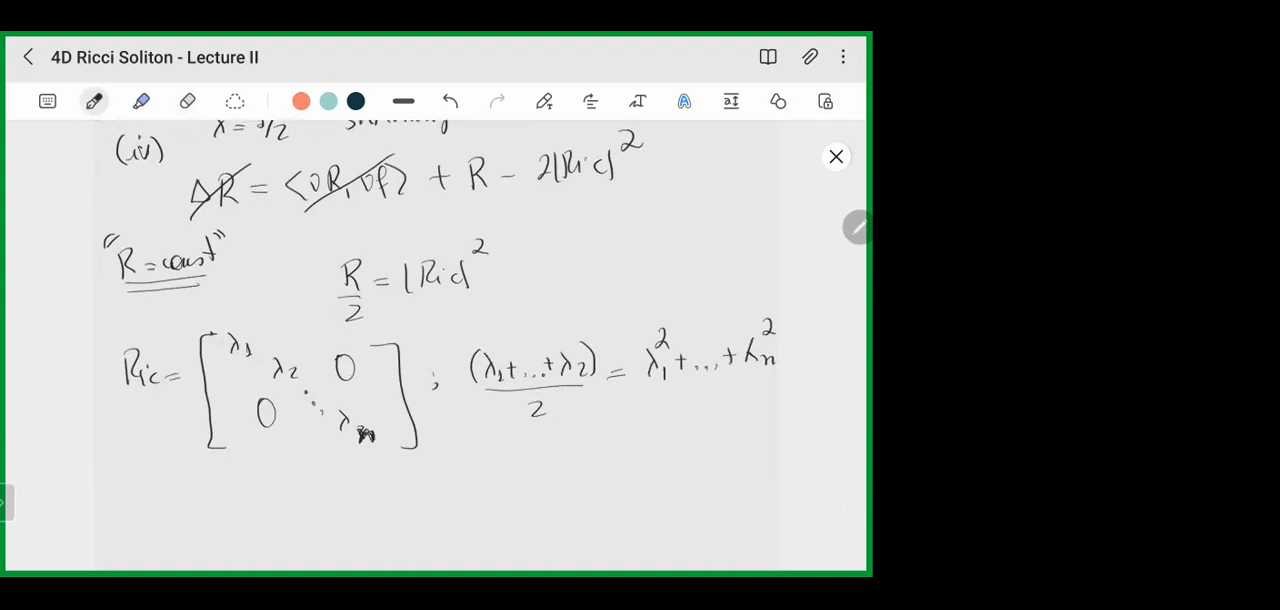 4D Ricci Soliton - Lecture II
(iv)
ΔR = ⟨∇R, ∇f⟩ + R - 2|Ric|²
"R = const"
R/2 = |Ric|²
Ric = [λ₁ λ₂ 0 0 ⋱ λₙ] ; (λ₁+...+λ₂)/2 = λ₁² + ... + λₙ²